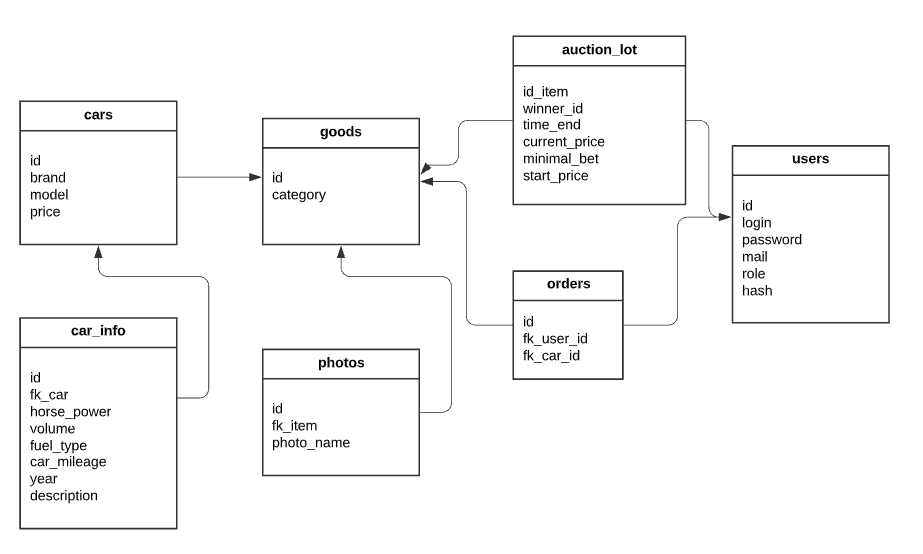 cars
id
brand
model
price
goods
id
category
auction_lot
id_item
winner_id
time_end
current_price
minimal_bet
start_price
users
id
login
password
mail
role
hash
car_info
id
fk_car
horse_power
volume
fuel_type
car_mileage
year
description
photos
id
fk_item
photo_name
orders
id
fk_user_id
fk_car_id